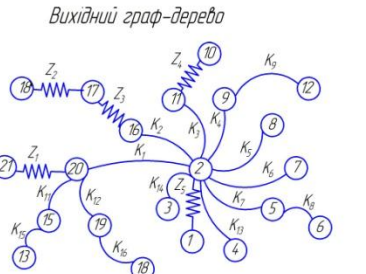 Вихідний граф-дерево
10
Z₂
Z₄
K₉
18
17
Z₃
11
9
12
K₂
K₃
K₄
16
8
K₅
Z₁
K₁
21
20
2
K₆
7
K₁₁
K₁₂
K₁₄
Z₅
K₇
K₈
15
3
5
K₁₅
19
6
K₁₃
13
K₁₆
1
4
18